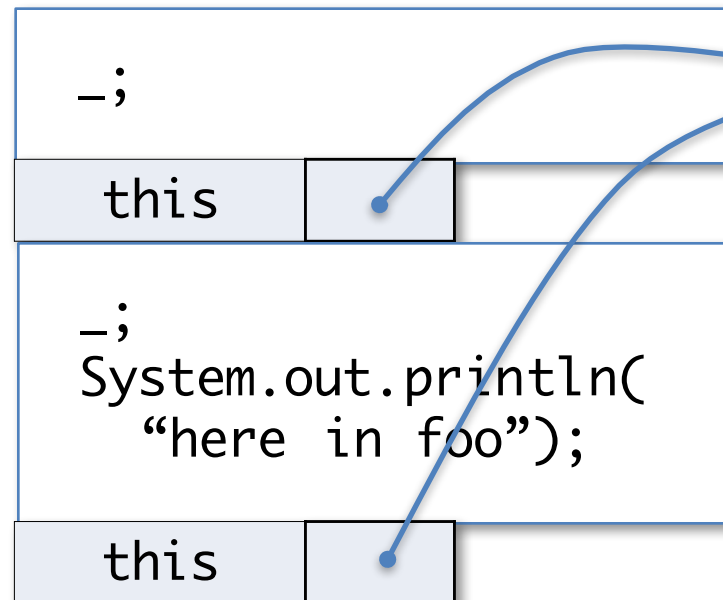 _;
this
_;
System.out.println(
“here in foo”);
this